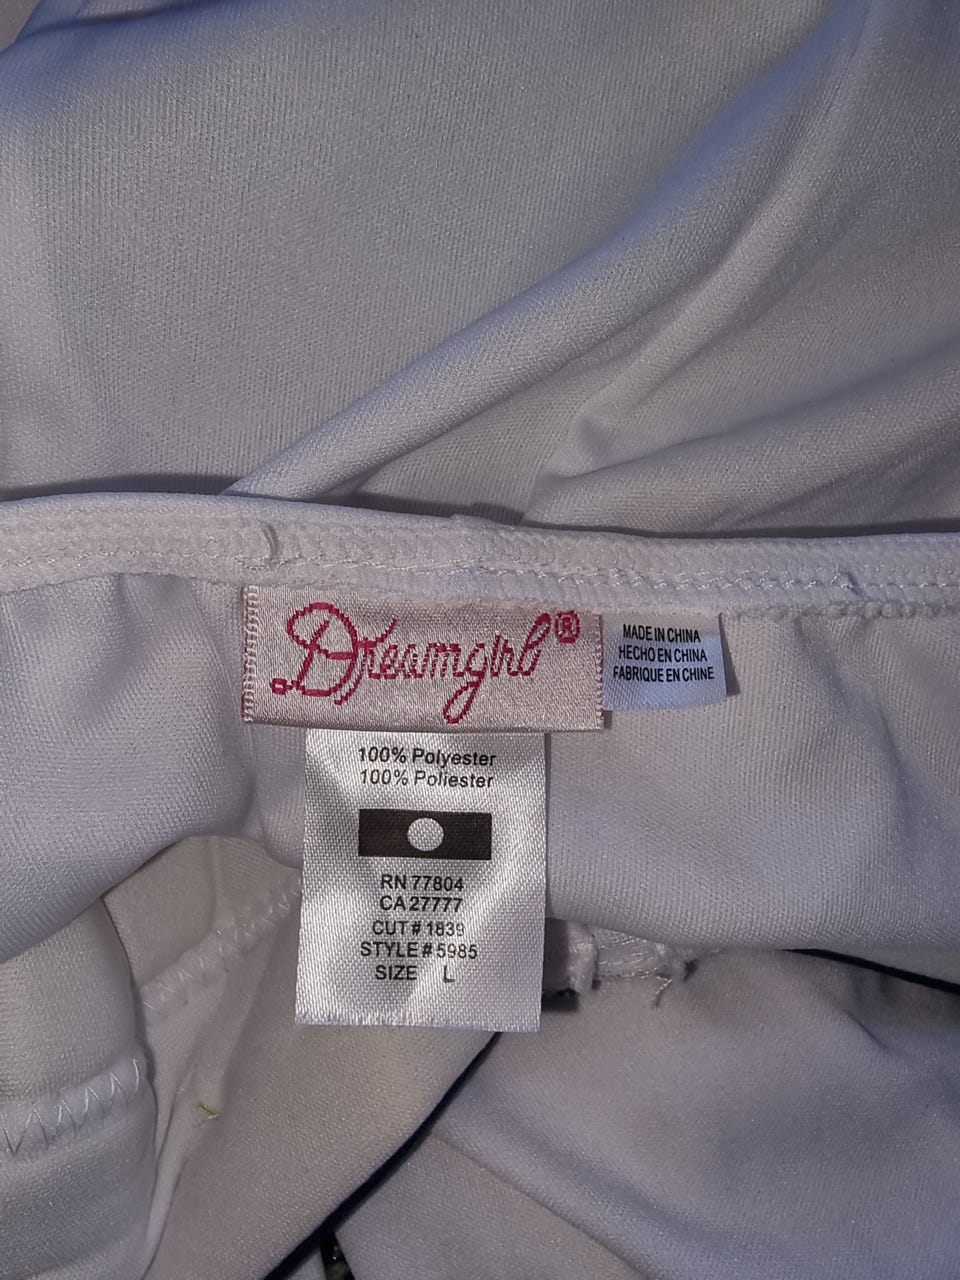 Dreamgirl®
MADE IN CHINA
HECHO EN CHINA
FABRIQUE EN CHINE
100% Polyester
100% Poliester
RN 77804
CA 27777
CUT # 1839
STYLE # 5985
SIZE L